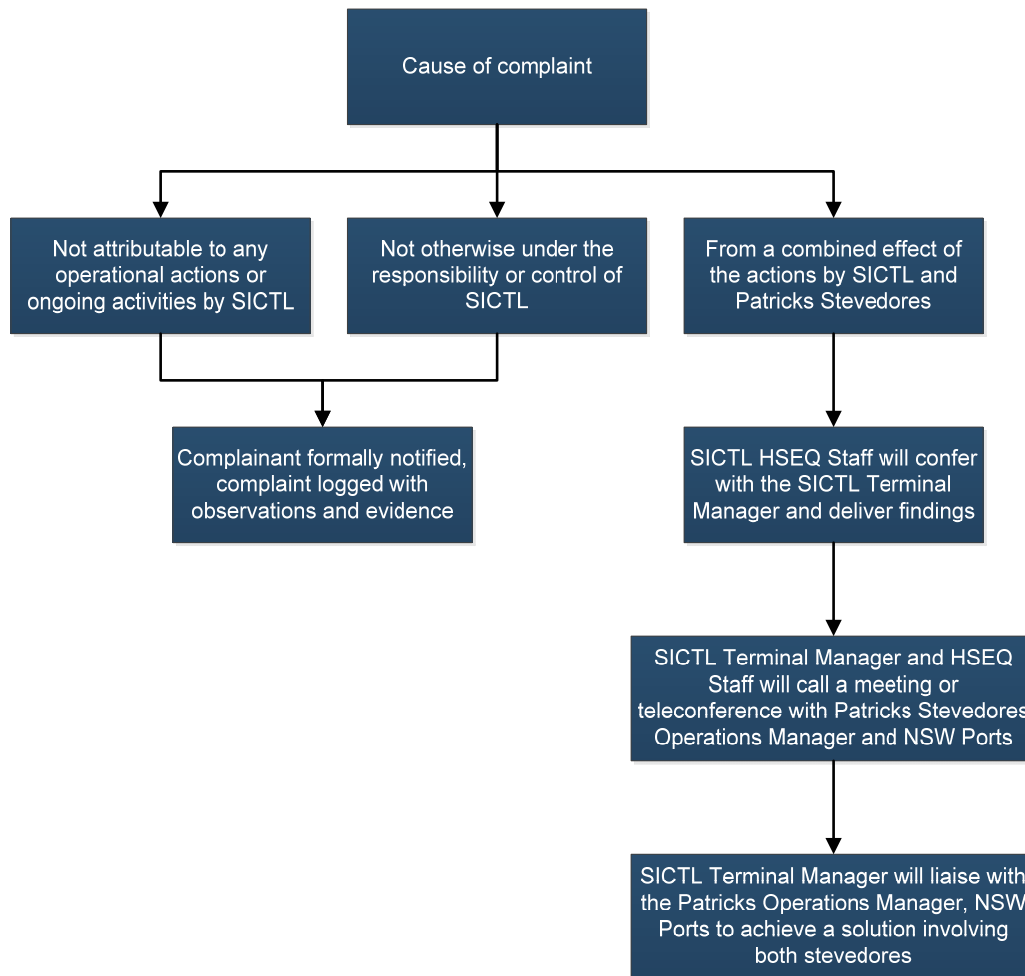 Cause of complaint
Not attributable to any
operational actions or
ongoing activities by SICTL
Not otherwise under the
responsibility or control of
SICTL
From a combined effect of
the actions by SICTL and
Patricks Stevedores
Complainant formally notified,
complaint logged with
observations and evidence
SICTL HSEQ Staff will confer
with the SICTL Terminal
Manager and deliver findings
SICTL Terminal Manager and HSEQ
Staff will call a meeting or
teleconference with Patricks Stevedores
Operations Manager and NSW Ports
SICTL Terminal Manager will liaise with
the Patricks Operations Manager, NSW
Ports to achieve a solution involving
both stevedores